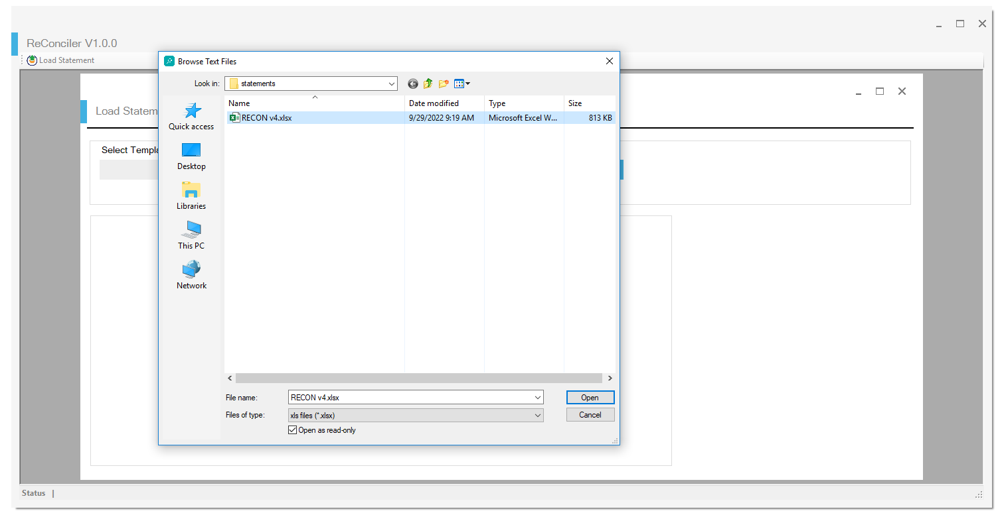 ReConciler V1.0.0
Load Statement
Browse Text Files
Look in: statements
Load Statem
Select Templa
Quick access
Desktop
Libraries
This PC
Network
Name Date modified Type Size
RECON v4.xlsx 9/29/2022 9:19 AM Microsoft Excel W... 813 KB
File name: RECON v4.xlsx Open
Files of type: xls files (*.xlsx) Cancel
Open as read-only
Status |